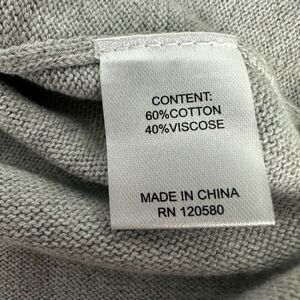 CONTENT:
60%COTTON
40%VISCOSE
MADE IN CHINA
RN 120580